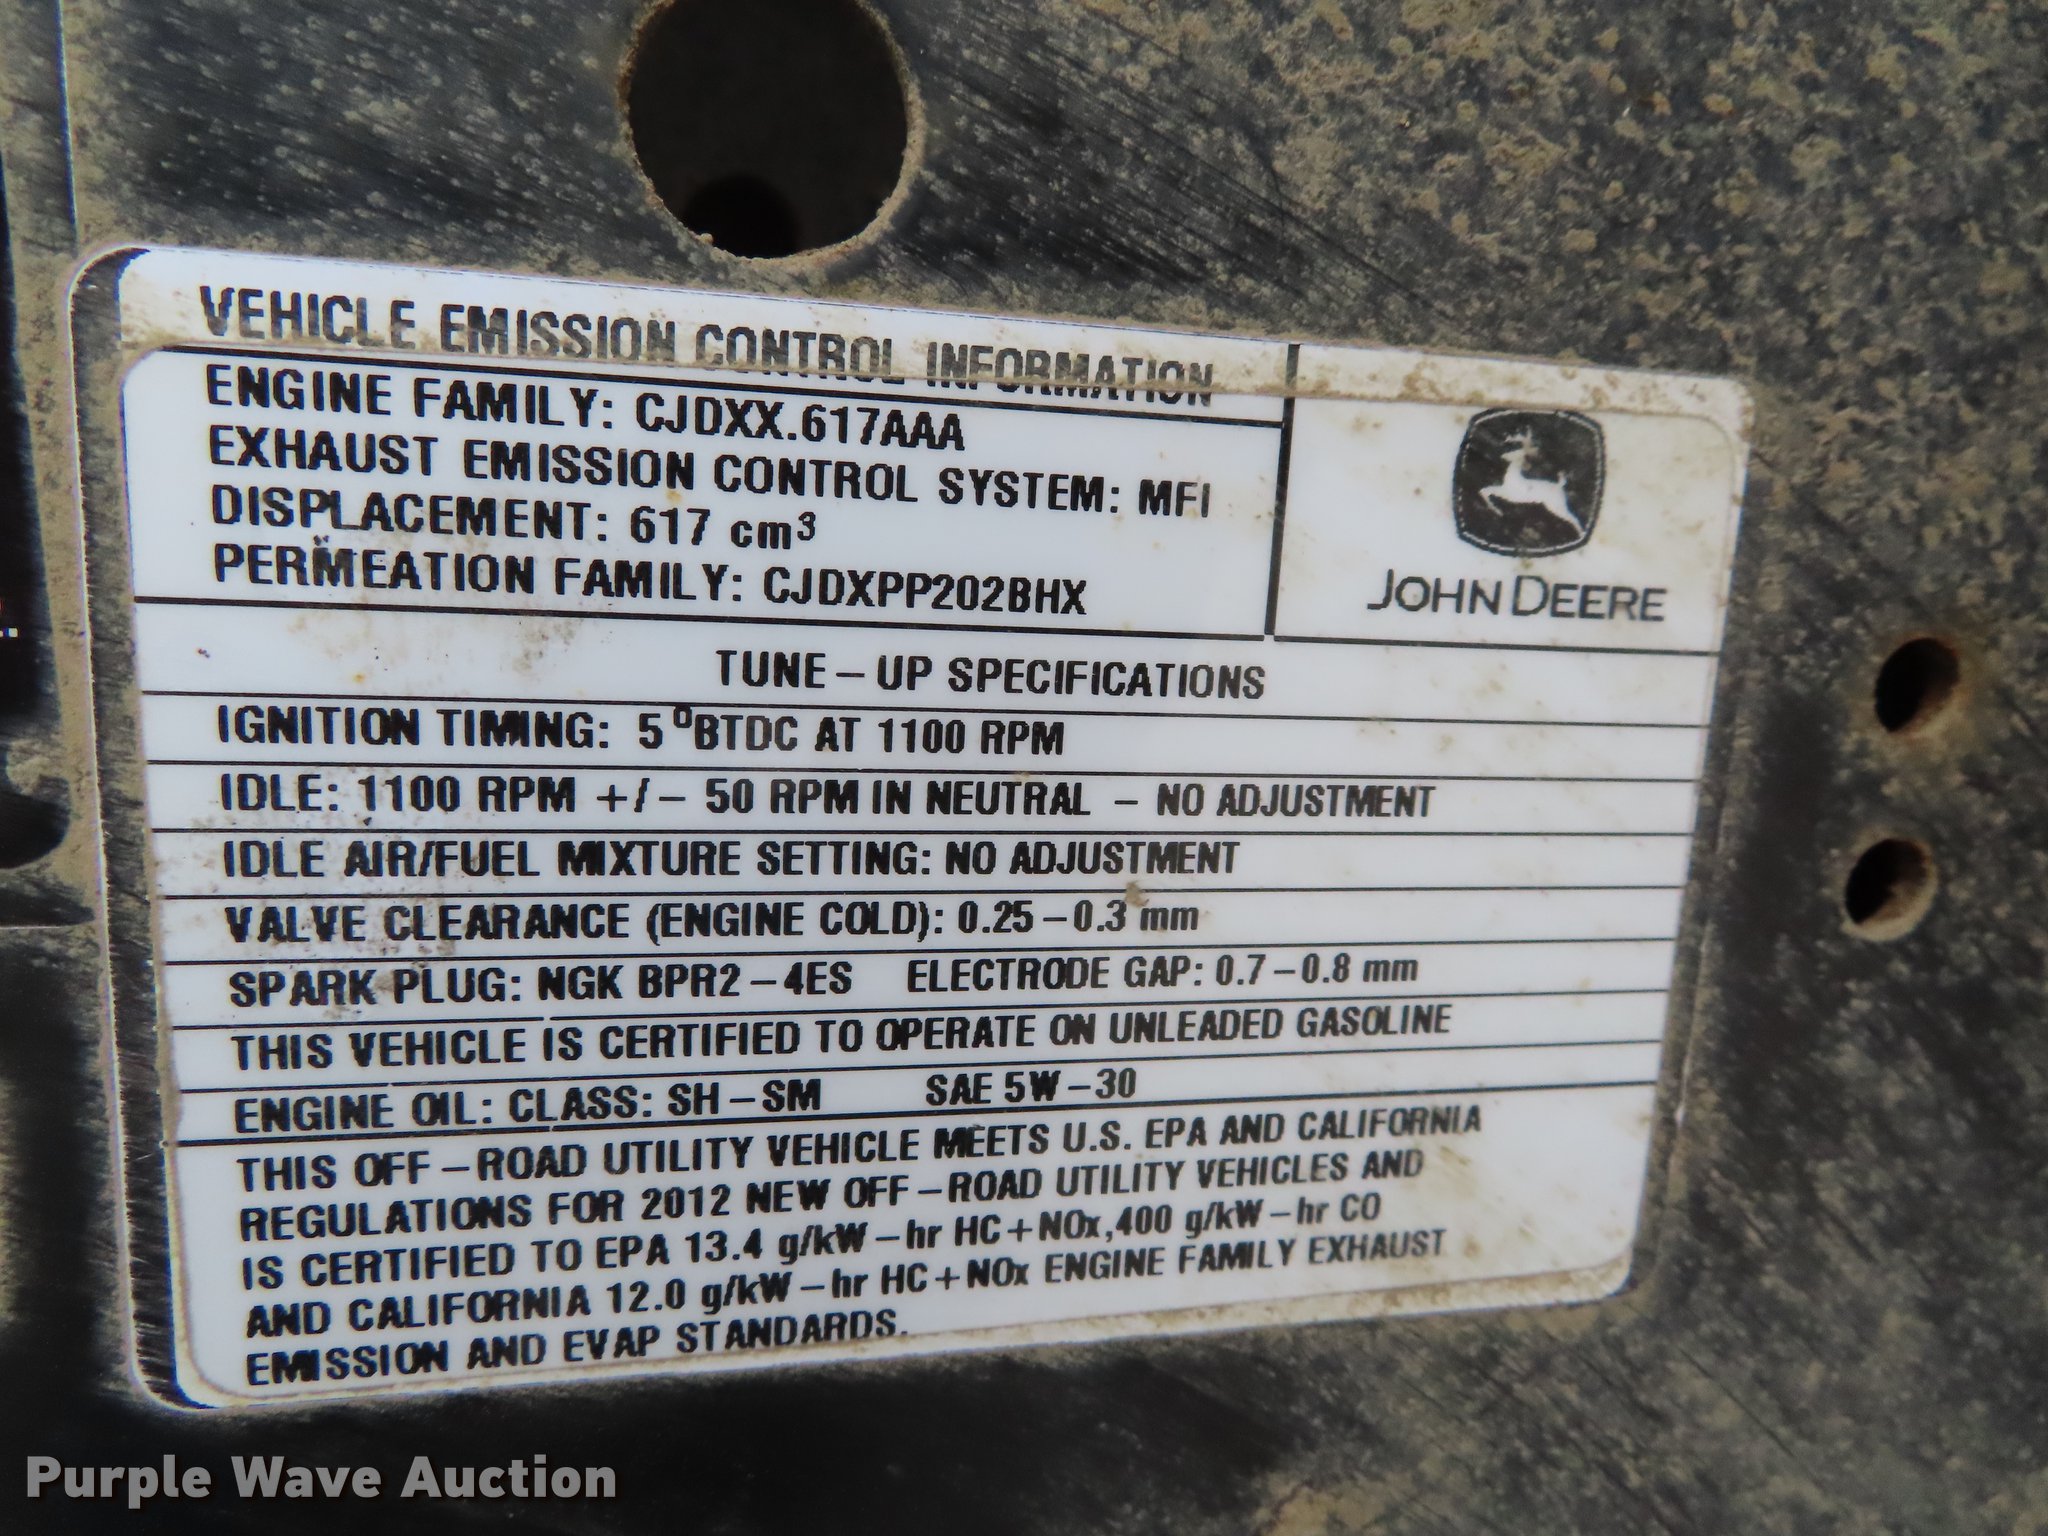 VEHICLE EMISSION CONTROL INFORMATION
ENGINE FAMILY: CJDXX.617AAA
EXHAUST EMISSION CONTROL SYSTEM: MFI
DISPLACEMENT: 617 cm³
PERMEATION FAMILY: CJDXPP202BHX
JOHN DEERE
TUNE-UP SPECIFICATIONS
IGNITION TIMING: 5°BTDC AT 1100 RPM
IDLE: 1100 RPM +/- 50 RPM IN NEUTRAL - NO ADJUSTMENT
IDLE AIR/FUEL MIXTURE SETTING: NO ADJUSTMENT
VALVE CLEARANCE (ENGINE COLD): 0.25-0.3 mm
SPARK PLUG: NGK BPR2-4ES ELECTRODE GAP: 0.7-0.8 mm
THIS VEHICLE IS CERTIFIED TO OPERATE ON UNLEADED GASOLINE
ENGINE OIL: CLASS: SH-SM SAE 5W-30
THIS OFF-ROAD UTILITY VEHICLE MEETS U.S. EPA AND CALIFORNIA
REGULATIONS FOR 2012 NEW OFF-ROAD UTILITY VEHICLES AND
IS CERTIFIED TO EPA 13.4 g/kW-hr HC+NOx,400 g/kW-hr CO
AND CALIFORNIA 12.0 g/kW-hr HC+NOx ENGINE FAMILY EXHAUST
EMISSION AND EVAP STANDARDS.
Purple Wave Auction